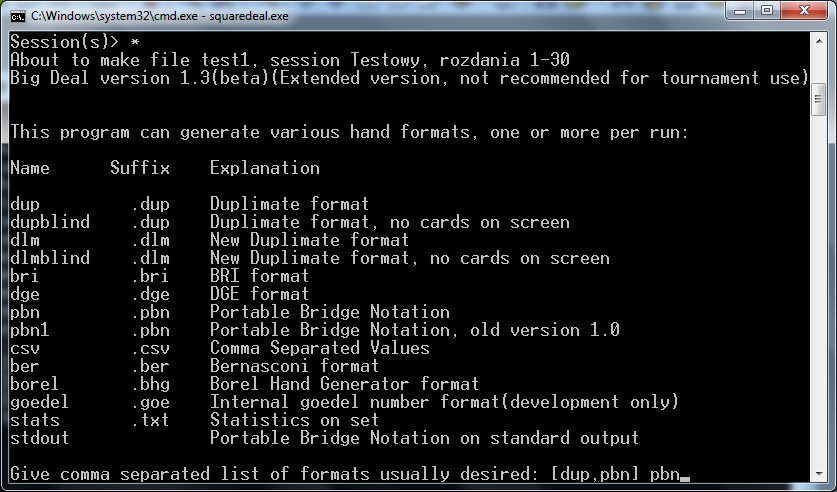 C:\Windows\system32\cmd.exe - squaredeal.exe
Session(s)> *
About to make file test1, session Testowy, rozdania 1-30
Big Deal version 1.3(beta)(Extended version, not recommended for tournament use)
This program can generate various hand formats, one or more per run:
Name Suffix Explanation
dup .dup Duplimate format
dupblind .dup Duplimate format, no cards on screen
dlm .dlm New Duplimate format
dlmblind .dlm New Duplimate format, no cards on screen
bri .bri BRI format
dge .dge DGE format
pbn .pbn Portable Bridge Notation
pbn1 .pbn Portable Bridge Notation, old version 1.0
csv .csv Comma Separated Values
ber .ber Bernasconi format
borel .bhg Borel Hand Generator format
goedel .goe Internal goedel number format(development only)
stats .txt Statistics on set
stdout Portable Bridge Notation on standard output
Give comma separated list of formats usually desired: [dup,pbn] pbn